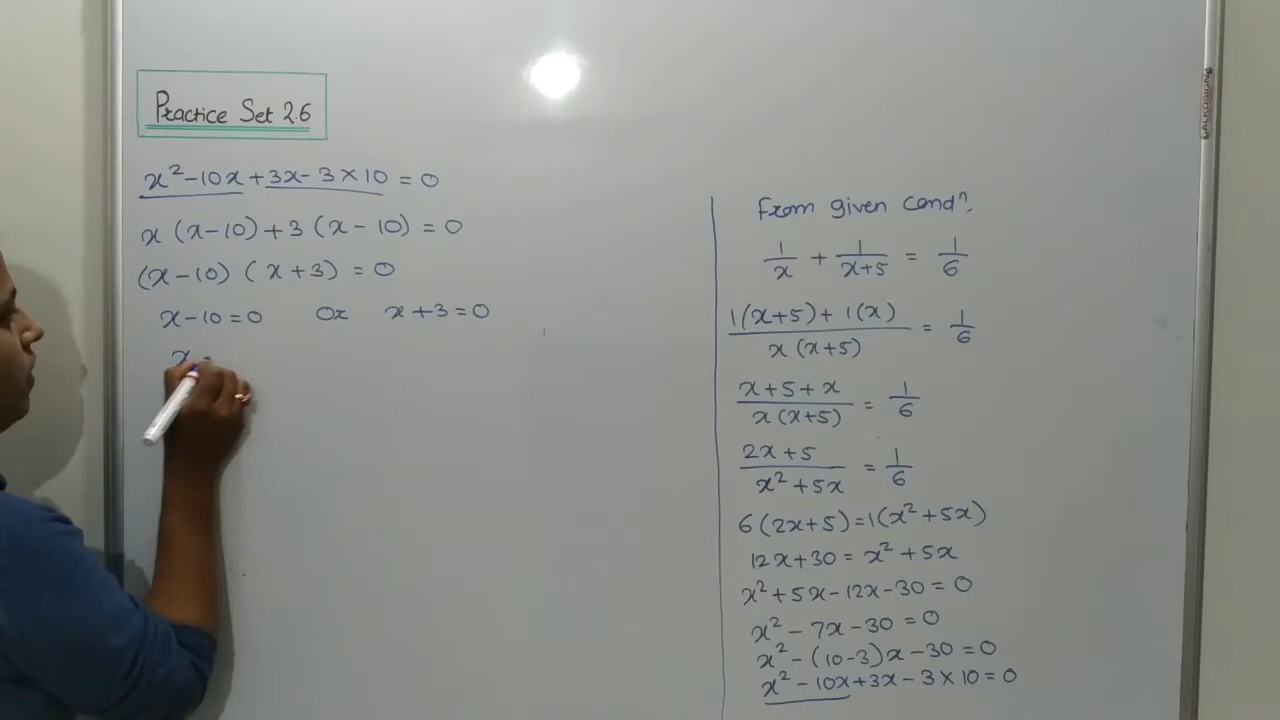 Practice Set 2.6
x² - 10x + 3x - 3 × 10 = 0
x (x - 10) + 3 (x - 10) = 0
(x - 10) (x + 3) = 0
x - 10 = 0 Or x + 3 = 0
x
From given condⁿ.
1/x + 1/(x+5) = 1/6
(1(x+5) + 1(x))/(x(x+5)) = 1/6
(x + 5 + x)/(x(x+5)) = 1/6
(2x + 5)/(x² + 5x) = 1/6
6(2x+5) = 1(x² + 5x)
12x + 30 = x² + 5x
x² + 5x - 12x - 30 = 0
x² - 7x - 30 = 0
x² - (10-3)x - 30 = 0
x² - 10x + 3x - 3 × 10 = 0